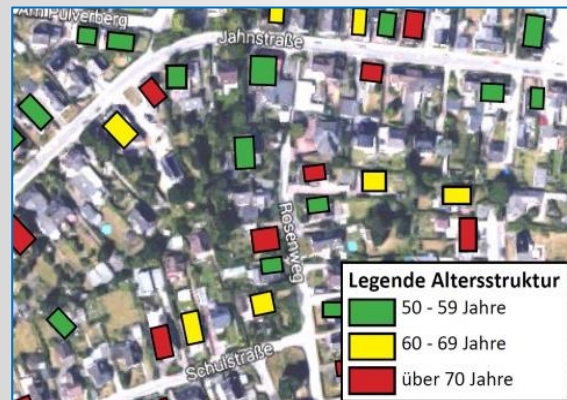 Am Pulverberg
Jahnstraße
Rosenweg
Schulstraße
Legende Altersstruktur
50 - 59 Jahre
60 - 69 Jahre
über 70 Jahre